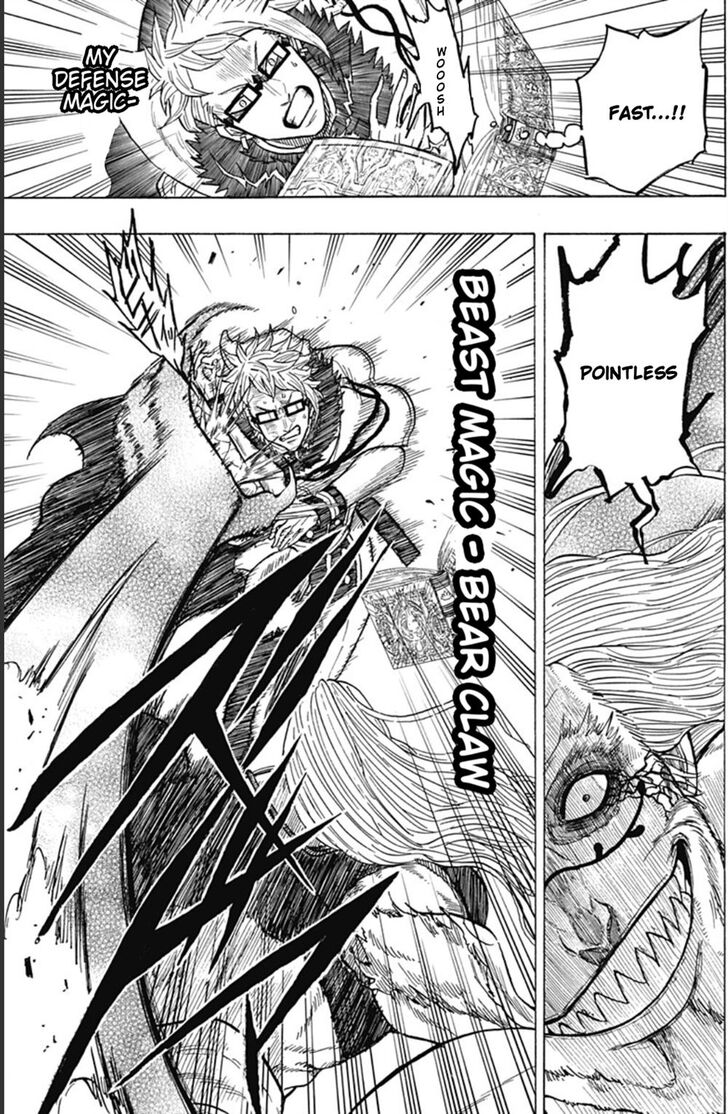 FAST...!!
WOOOSH
MY
DEFENSE
MAGIC-
POINTLESS
BEAST MAGIC - BEAR CLAW